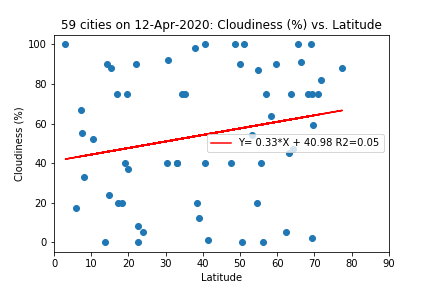 59 cities on 12-Apr-2020: Cloudiness (%) vs. Latitude
100
80
60
40
20
0
Cloudiness (%)
Y= 0.33*X + 40.98 R2=0.05
0 10 20 30 40 50 60 70 80 90
Latitude